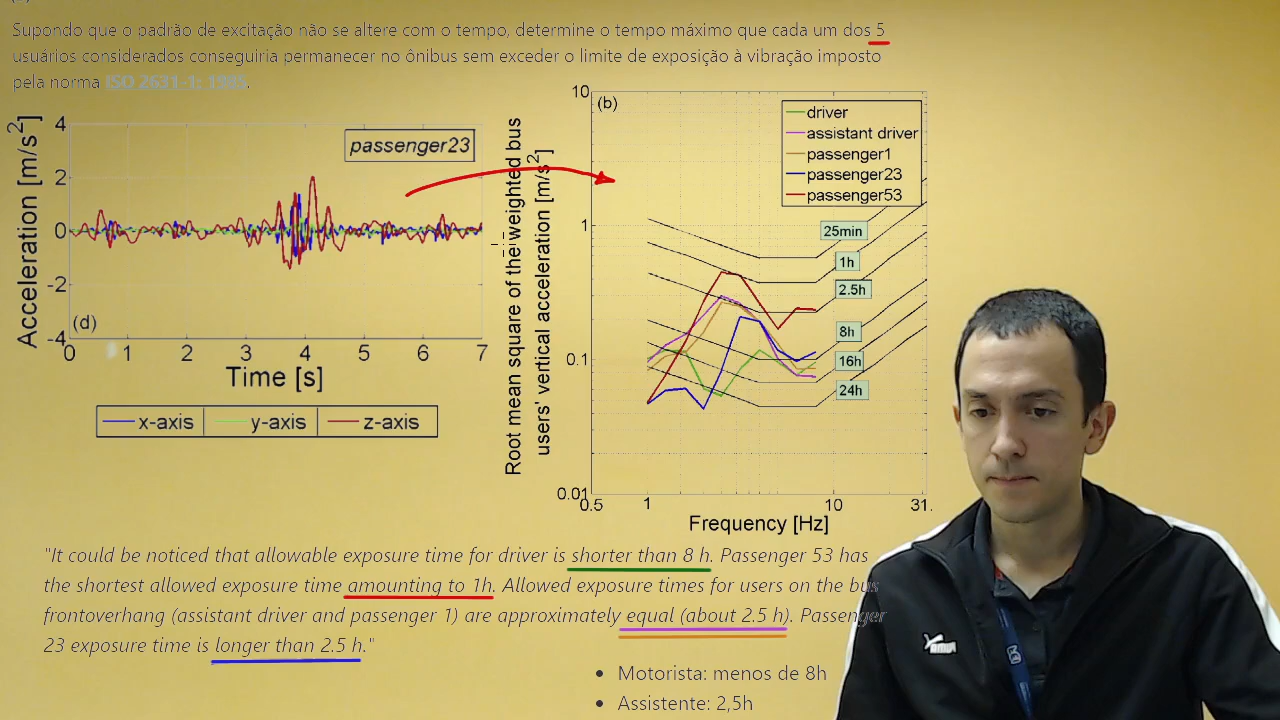 Supondo que o padrão de excitação não se altere com o tempo, determine o tempo máximo que cada um dos 5
usuários considerados conseguiria permanecer no ônibus sem exceder o limite de exposição à vibração imposto
pela norma ISO 2631-1: 1985.
Acceleration [m/s²]
4
2
0
-2
-4
passenger23
(d)
0 1 2 3 4 5 6 7
Time [s]
x-axis y-axis z-axis
Root mean square of the weighted bus
users' vertical acceleration [m/s²]
10
1
0.1
0.01
(b)
driver
assistant driver
passenger1
passenger23
passenger53
25min
1h
2.5h
8h
16h
24h
0.5 1 10 31.
Frequency [Hz]
"It could be noticed that allowable exposure time for driver is shorter than 8 h. Passenger 53 has
the shortest allowed exposure time amounting to 1h. Allowed exposure times for users on the bus
frontoverhang (assistant driver and passenger 1) are approximately equal (about 2.5 h). Passenger
23 exposure time is longer than 2.5 h."
• Motorista: menos de 8h
• Assistente: 2,5h